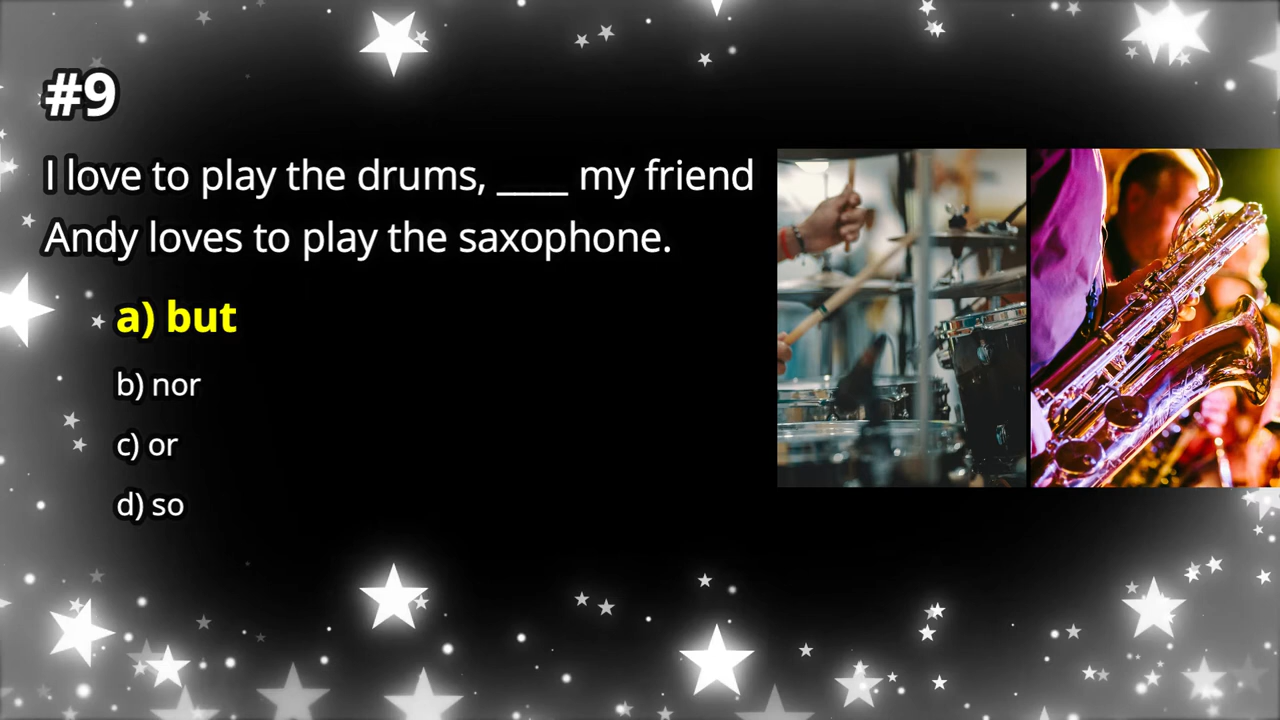 #9
I love to play the drums, ____ my friend
Andy loves to play the saxophone.
a) but
b) nor
c) or
d) so